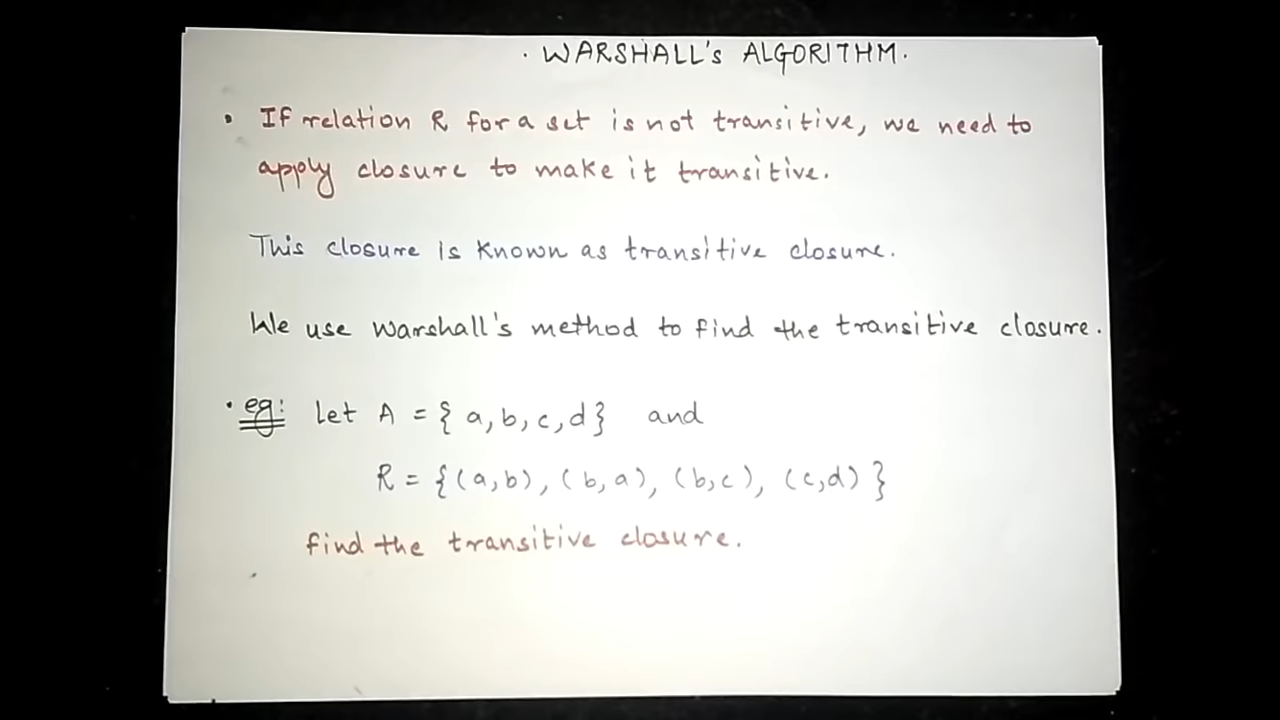 . WARSHALL's ALGORITHM.
• If relation R for a set is not transitive, we need to
apply closure to make it transitive.
This closure is known as transitive closure.
We use Warshall's method to find the transitive closure.
• eg: Let A = { a, b, c, d } and
R = { (a, b), (b, a), (b, c), (c, d) }
find the transitive closure.